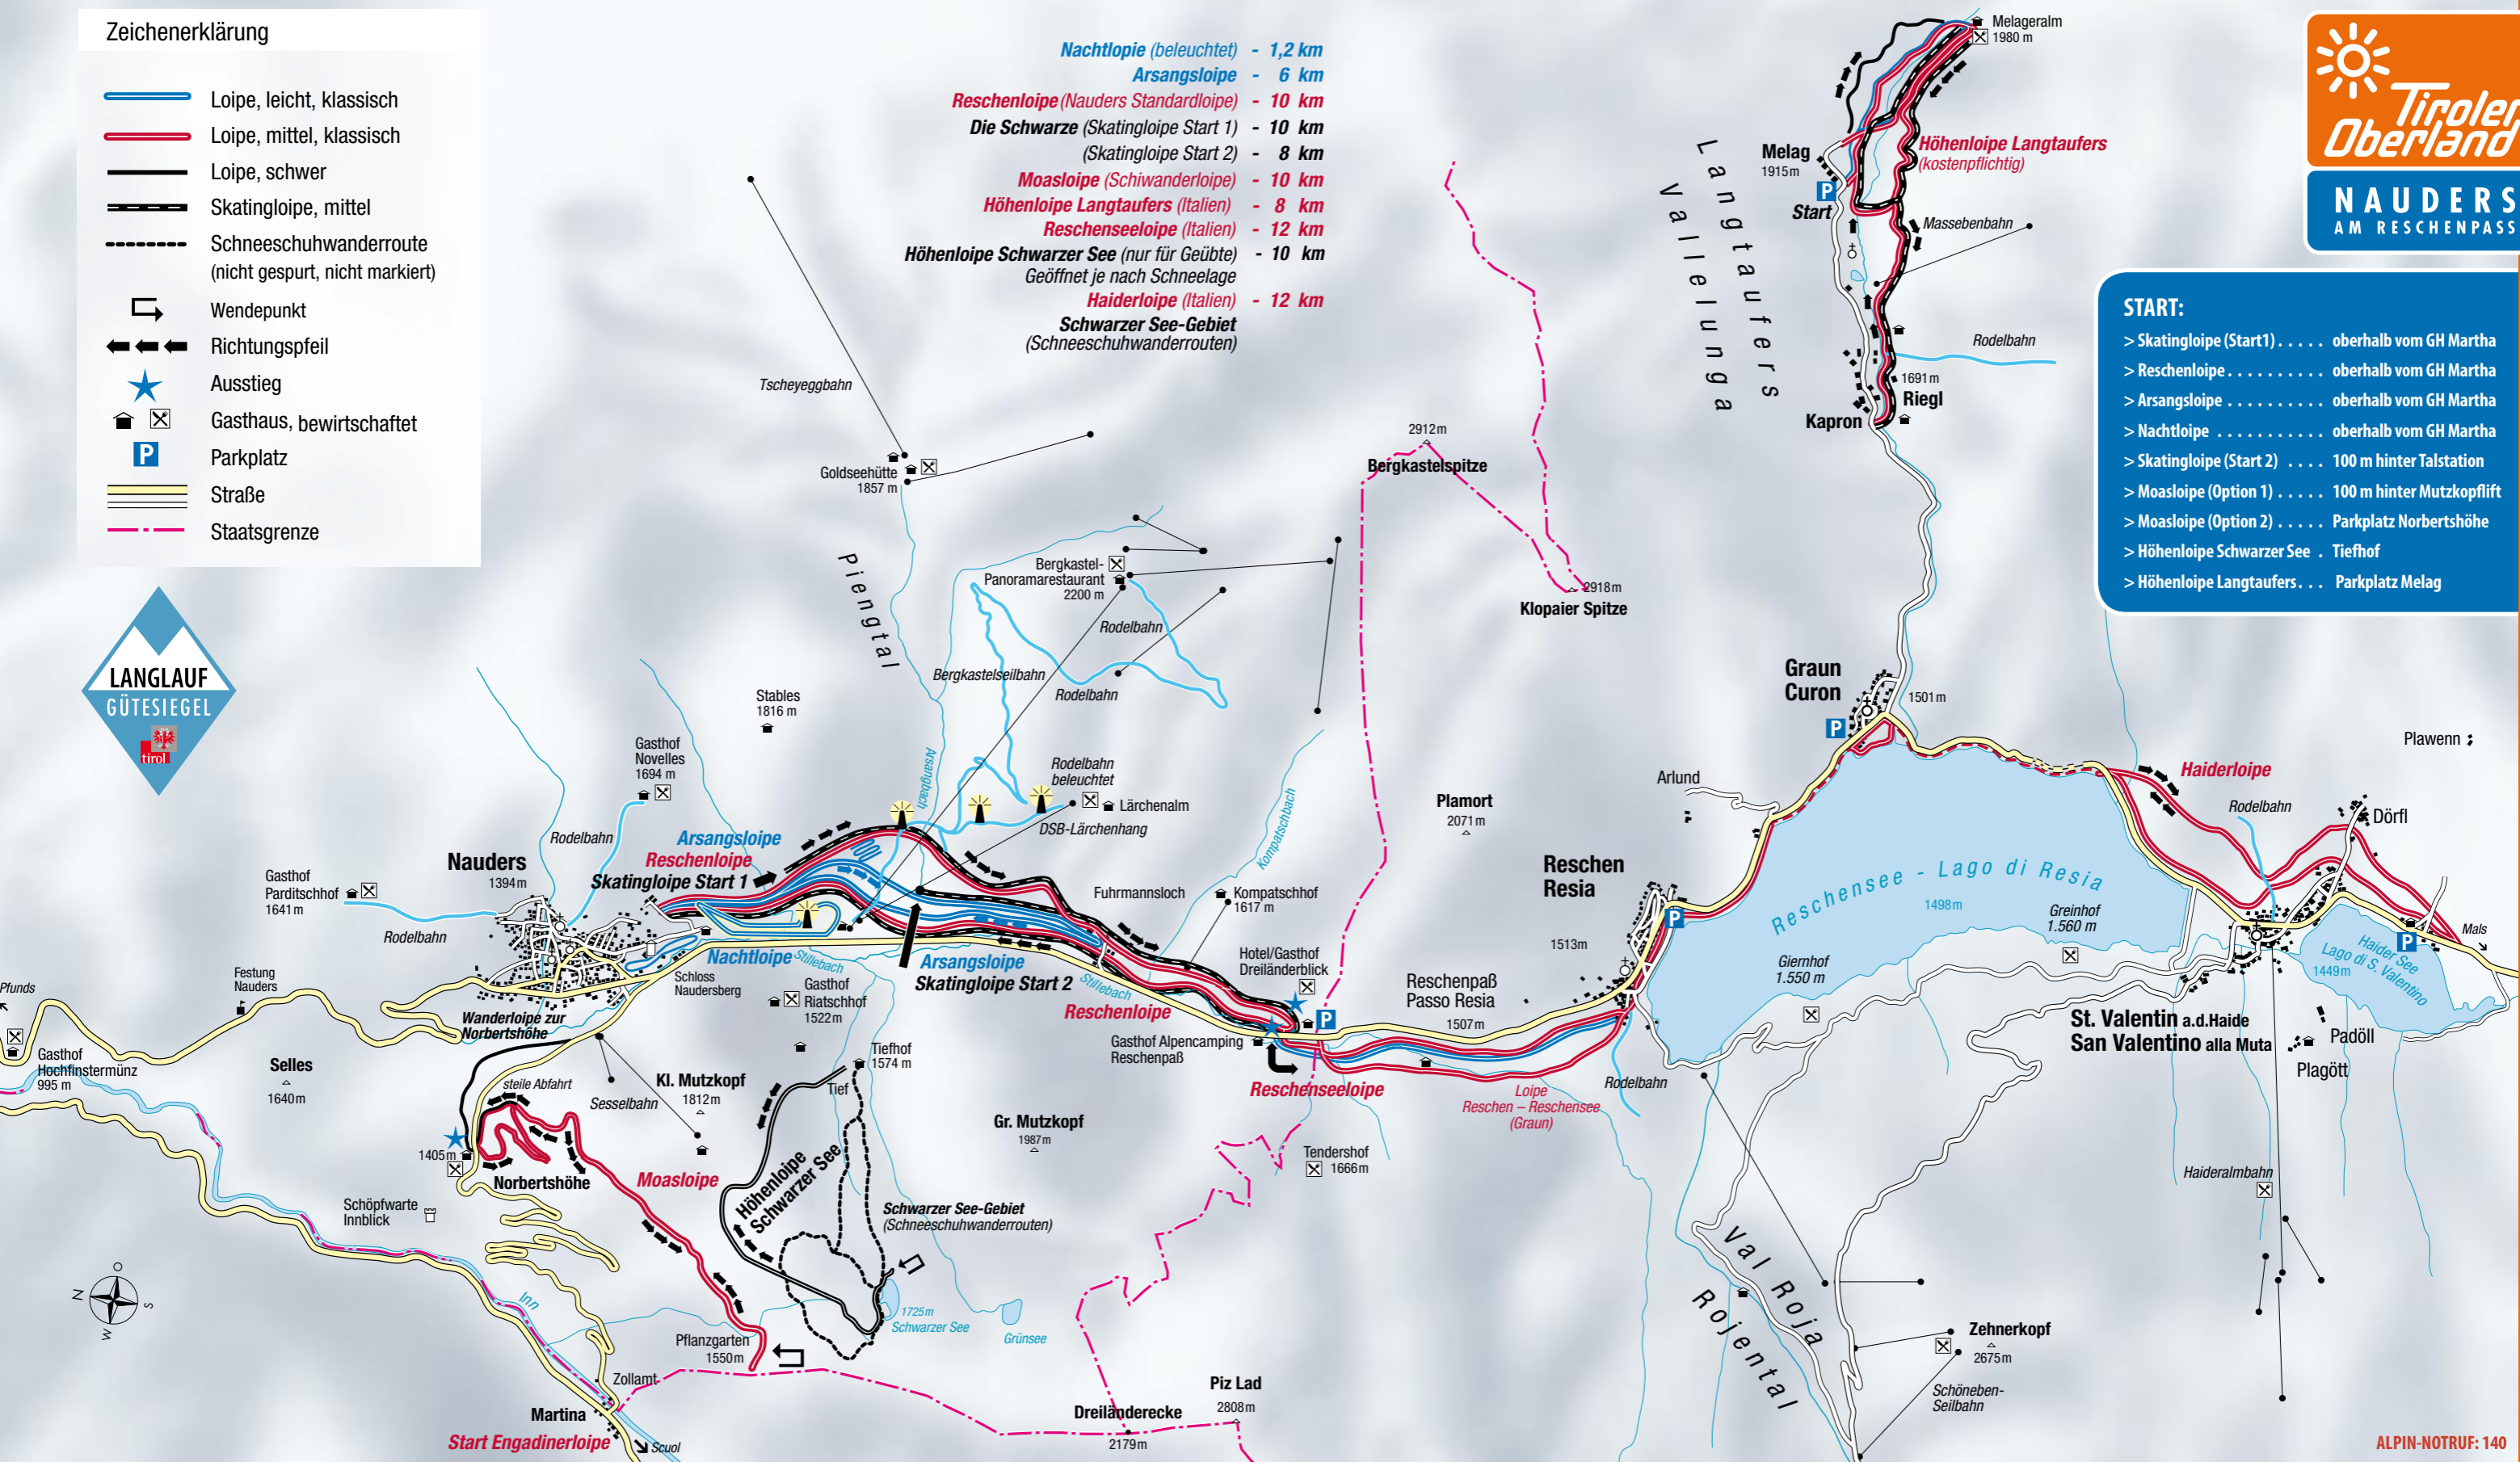 Zeichenerklärung
Loipe, leicht, klassisch
Loipe, mittel, klassisch
Loipe, schwer
Skatingloipe, mittel
Schneeschuhwanderroute
(nicht gespurt, nicht markiert)
Wendepunkt
Richtungspfeil
Ausstieg
Gasthaus, bewirtschaftet
P Parkplatz
Straße
Staatsgrenze
LANGLAUF
GÜTESIEGEL
tirol
Nachtlopie (beleuchtet) - 1,2 km
Arsangsloipe - 6 km
Reschenloipe (Nauders Standardloipe) - 10 km
Die Schwarze (Skatingloipe Start 1) - 10 km
(Skatingloipe Start 2) - 8 km
Moasloipe (Schiwanderloipe) - 10 km
Höhenloipe Langtaufers (Italien) - 8 km
Reschenseeloipe (Italien) - 12 km
Höhenloipe Schwarzer See (nur für Geübte) - 10 km
Geöffnet je nach Schneelage
Haiderloipe (Italien) - 12 km
Schwarzer See-Gebiet
(Schneeschuhwanderrouten)
Tiroler
Oberland
NAUDERS
AM RESCHENPASS
START:
> Skatingloipe (Start1) . . . . . oberhalb vom GH Martha
> Reschenloipe . . . . . . . . . . oberhalb vom GH Martha
> Arsangsloipe . . . . . . . . . . oberhalb vom GH Martha
> Nachtloipe . . . . . . . . . . . oberhalb vom GH Martha
> Skatingloipe (Start 2) . . . . 100 m hinter Talstation
> Moasloipe (Option 1) . . . . . 100 m hinter Mutzkopflift
> Moasloipe (Option 2) . . . . . Parkplatz Norbertshöhe
> Höhenloipe Schwarzer See . Tiefhof
> Höhenloipe Langtaufers . . . Parkplatz Melag
Melageralm
1980 m
Höhenloipe Langtaufers
(kostenpflichtig)
Melag
1915 m
P
Start
Massebenbahn
Rodelbahn
1691 m
Riegl
Kapron
Langtaufers
Vallelunga
Tscheyeggbahn
Goldseehütte
1857 m
2912 m
Bergkastelspitze
2918 m
Klopaier Spitze
Piengtal
Bergkastel-
Panoramarestaurant
2200 m
Rodelbahn
Bergkastelseilbahn
Rodelbahn
Stables
1816 m
Gasthof
Novelles
1694 m
Rodelbahn
Arsangbach
Rodelbahn
beleuchtet
Lärchenalm
DSB-Lärchenhang
Kompatschbach
Plamort
2071 m
Graun
Curon
1501 m
P
Arlund
Plawenn
Haiderloipe
Rodelbahn
Dörfl
Nauders
1394 m
Arsangsloipe
Reschenloipe
Skatingloipe Start 1
Gasthof
Parditschhof
1641 m
Rodelbahn
Fuhrmannsloch
Kompatschhof
1617 m
Reschen
Resia
P
1513m
Reschensee - Lago di Resia
1498 m
Greinhof
1.560 m
Giernhof
1.550 m
Mals
P
Haider See
Lago di S. Valentino
1449 m
Pfunds
Festung
Nauders
Schloss
Naudersberg
Nachtloipe
Stillebach
Arsangsloipe
Skatingloipe Start 2
Gasthof
Riatschhof
1522 m
Stillebach
Reschenloipe
Hotel/Gasthof
Dreiländerblick
P
Reschenpaß
Passo Resia
1507 m
Gasthof Alpencamping
Reschenpaß
Reschenseeloipe
Loipe
Reschen – Reschensee
(Graun)
Rodelbahn
St. Valentin a.d.Haide
San Valentino alla Muta
Padöll
Plagött
Wanderloipe zur
Norbertshöhe
Gasthof
Hochfinstermünz
995 m
Selles
1640 m
steile Abfahrt
Sesselbahn
Kl. Mutzkopf
1812 m
Tiefhof
1574 m
Tief
Gr. Mutzkopf
1987 m
Tendershof
1666 m
1405 m
Norbertshöhe
Moasloipe
Höhenloipe
Schwarzer See
Schwarzer See-Gebiet
(Schneeschuhwanderrouten)
Schöpfwarte
Innblick
N
O
S
W
Inn
1725 m
Schwarzer See
Grünsee
Pflanzgarten
1550 m
Zollamt
Martina
Start Engadinerloipe
Scuol
Dreiländerecke
2179 m
Piz Lad
2808 m
Haideralmbahn
Val Roja
Rojental
Zehnerkopf
2675 m
Schöneben-
Seilbahn
ALPIN-NOTRUF: 140